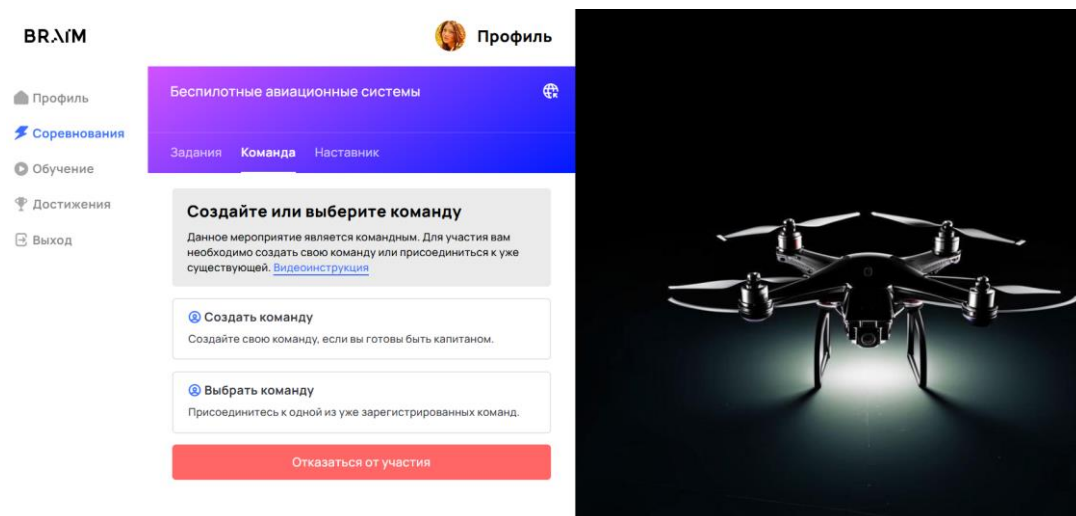 BRAIM
Профиль
Профиль
Соревнования
Обучение
Достижения
Выход
Беспилотные авиационные системы
Задания Команда Наставник
Создайте или выберите команду
Данное мероприятие является командным. Для участия вам
необходимо создать свою команду или присоединиться к уже
существующей. Видеоинструкция
Создать команду
Создайте свою команду, если вы готовы быть капитаном.
Выбрать команду
Присоединитесь к одной из уже зарегистрированных команд.
Отказаться от участия